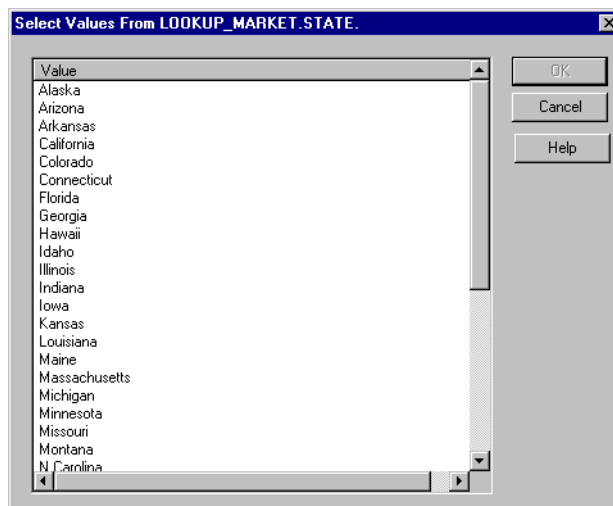 Select Values From LOOKUP_MARKET.STATE.
Value
Alaska
Arizona
Arkansas
California
Colorado
Connecticut
Florida
Georgia
Hawaii
Idaho
Illinois
Indiana
Iowa
Kansas
Louisiana
Maine
Massachusetts
Michigan
Minnesota
Missouri
Montana
N Carolina
OK
Cancel
Help